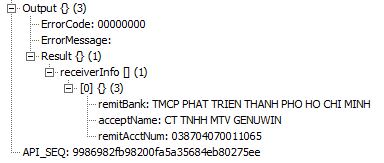 Output {} (3)
ErrorCode: 00000000
ErrorMessage:
Result {} (1)
receiverInfo [] (1)
[0] {} (3)
remitBank: TMCP PHAT TRIEN THANH PHO HO CHI MINH
acceptName: CT TNHH MTV GENUWIN
remitAcctNum: 038704070011065
API_SEQ: 9986982fb98200fa5a35684eb80275ee